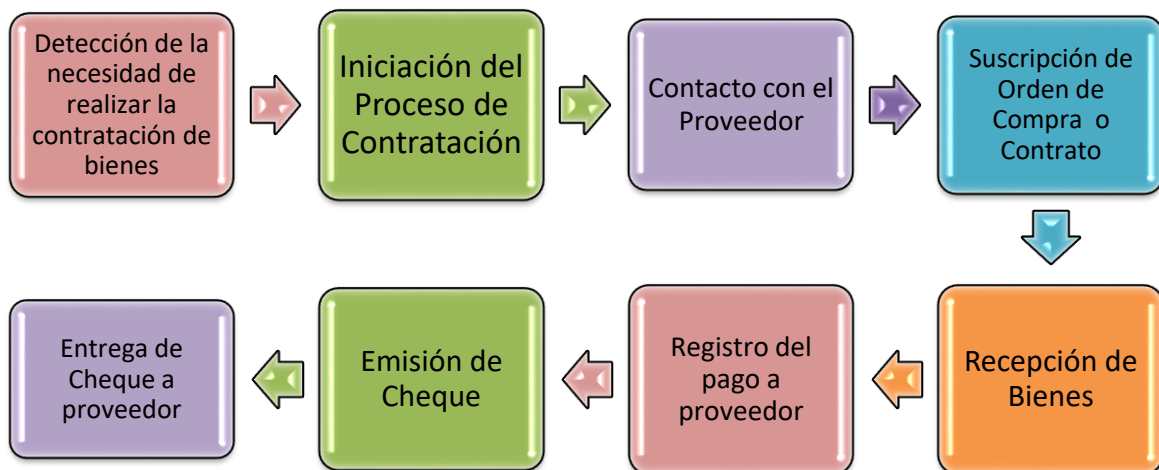 Detección de la
necesidad de
realizar la
contratación de
bienes
Iniciación del
Proceso de
Contratación
Contacto con el
Proveedor
Suscripción de
Orden de
Compra o
Contrato
Recepción de
Bienes
Registro del
pago a
proveedor
Emisión de
Cheque
Entrega de
Cheque a
proveedor